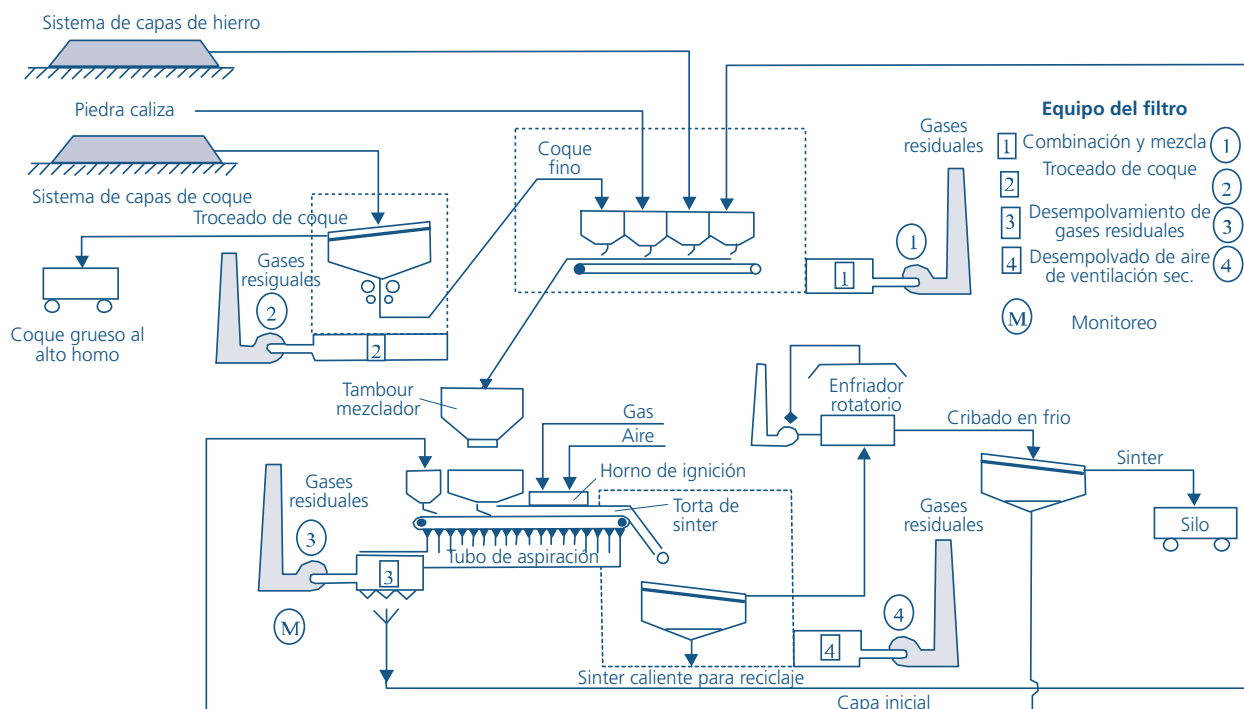 Sistema de capas de hierro
Piedra caliza
Sistema de capas de coque
Troceado de coque
Coque grueso al
alto homo
Gases
resiguales
2
2
Coque
fino
Gases
residuales
1
1
Equipo del filtro
1 Combinación y mezcla 1
2 Troceado de coque 2
3 Desempolvamiento de
gases residuales 3
4 Desempolvado de aire
de ventilación sec. 4
M Monitoreo
Tambour
mezclador
Gas
Aire
Horno de ignición
Torta de
sinter
Tubo de aspiración
Gases
residuales
3
3
M
Enfriador
rotatorio
Cribado en frio
Sinter
Silo
Gases
residuales
4
4
Sinter caliente para reciclaje
Capa inicial